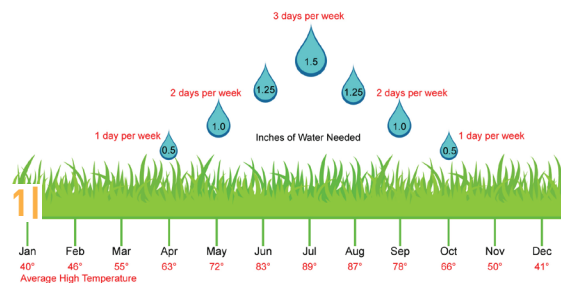 3 days per week
1.5
1.25 1.25
2 days per week 2 days per week
1.0 1.0
1 day per week Inches of Water Needed 1 day per week
0.5 0.5
1
Jan Feb Mar Apr May Jun Jul Aug Sep Oct Nov Dec
40° 46° 55° 63° 72° 83° 89° 87° 78° 66° 50° 41°
Average High Temperature